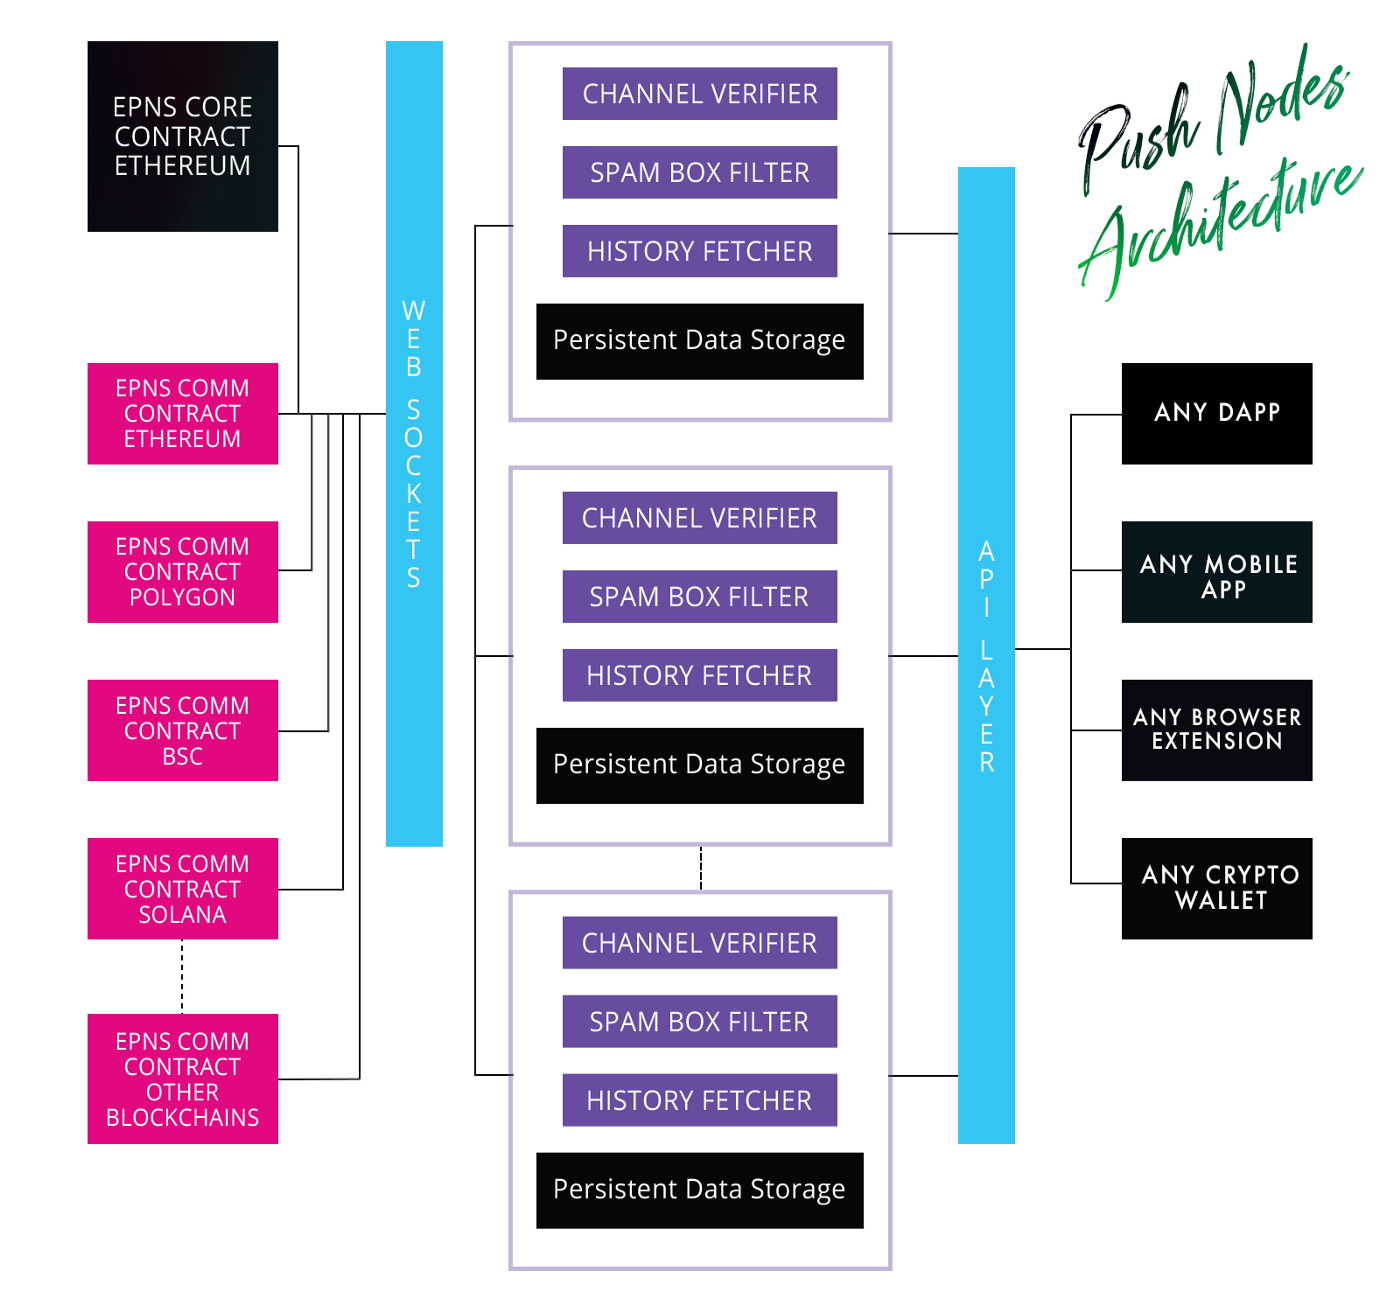 Push Nodes
Architecture
EPNS CORE
CONTRACT
ETHEREUM
EPNS COMM
CONTRACT
ETHEREUM
EPNS COMM
CONTRACT
POLYGON
EPNS COMM
CONTRACT
BSC
EPNS COMM
CONTRACT
SOLANA
EPNS COMM
CONTRACT
OTHER
BLOCKCHAINS
WEB SOCKETS
CHANNEL VERIFIER
SPAM BOX FILTER
HISTORY FETCHER
Persistent Data Storage
CHANNEL VERIFIER
SPAM BOX FILTER
HISTORY FETCHER
Persistent Data Storage
CHANNEL VERIFIER
SPAM BOX FILTER
HISTORY FETCHER
Persistent Data Storage
API LAYER
ANY DAPP
ANY MOBILE
APP
ANY BROWSER
EXTENSION
ANY CRYPTO
WALLET